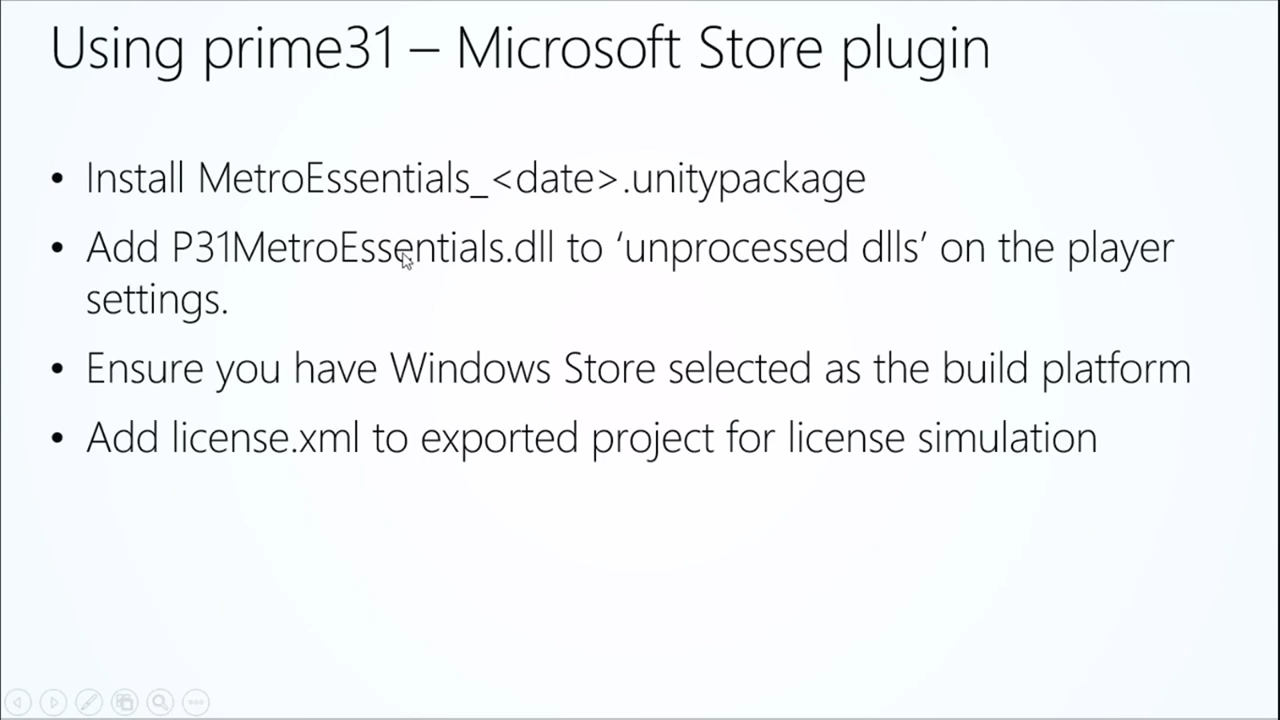 Using prime31 – Microsoft Store plugin
• Install MetroEssentials_<date>.unitypackage
• Add P31MetroEssentials.dll to ‘unprocessed dlls’ on the player
settings.
• Ensure you have Windows Store selected as the build platform
• Add license.xml to exported project for license simulation